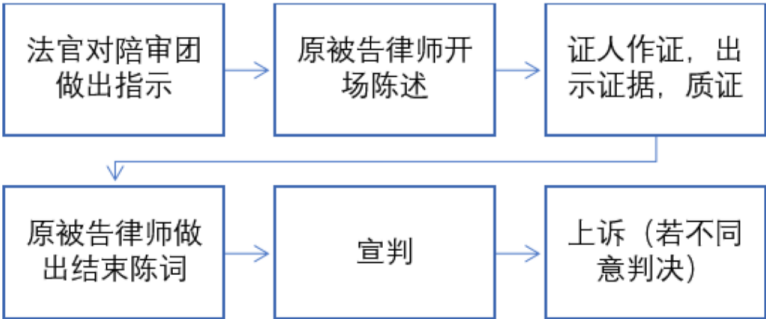 法官对陪审团
做出指示
原被告律师开
场陈述
证人作证，出
示证据，质证
原被告律师做
出结束陈词
宣判
上诉（若不同
意判决）